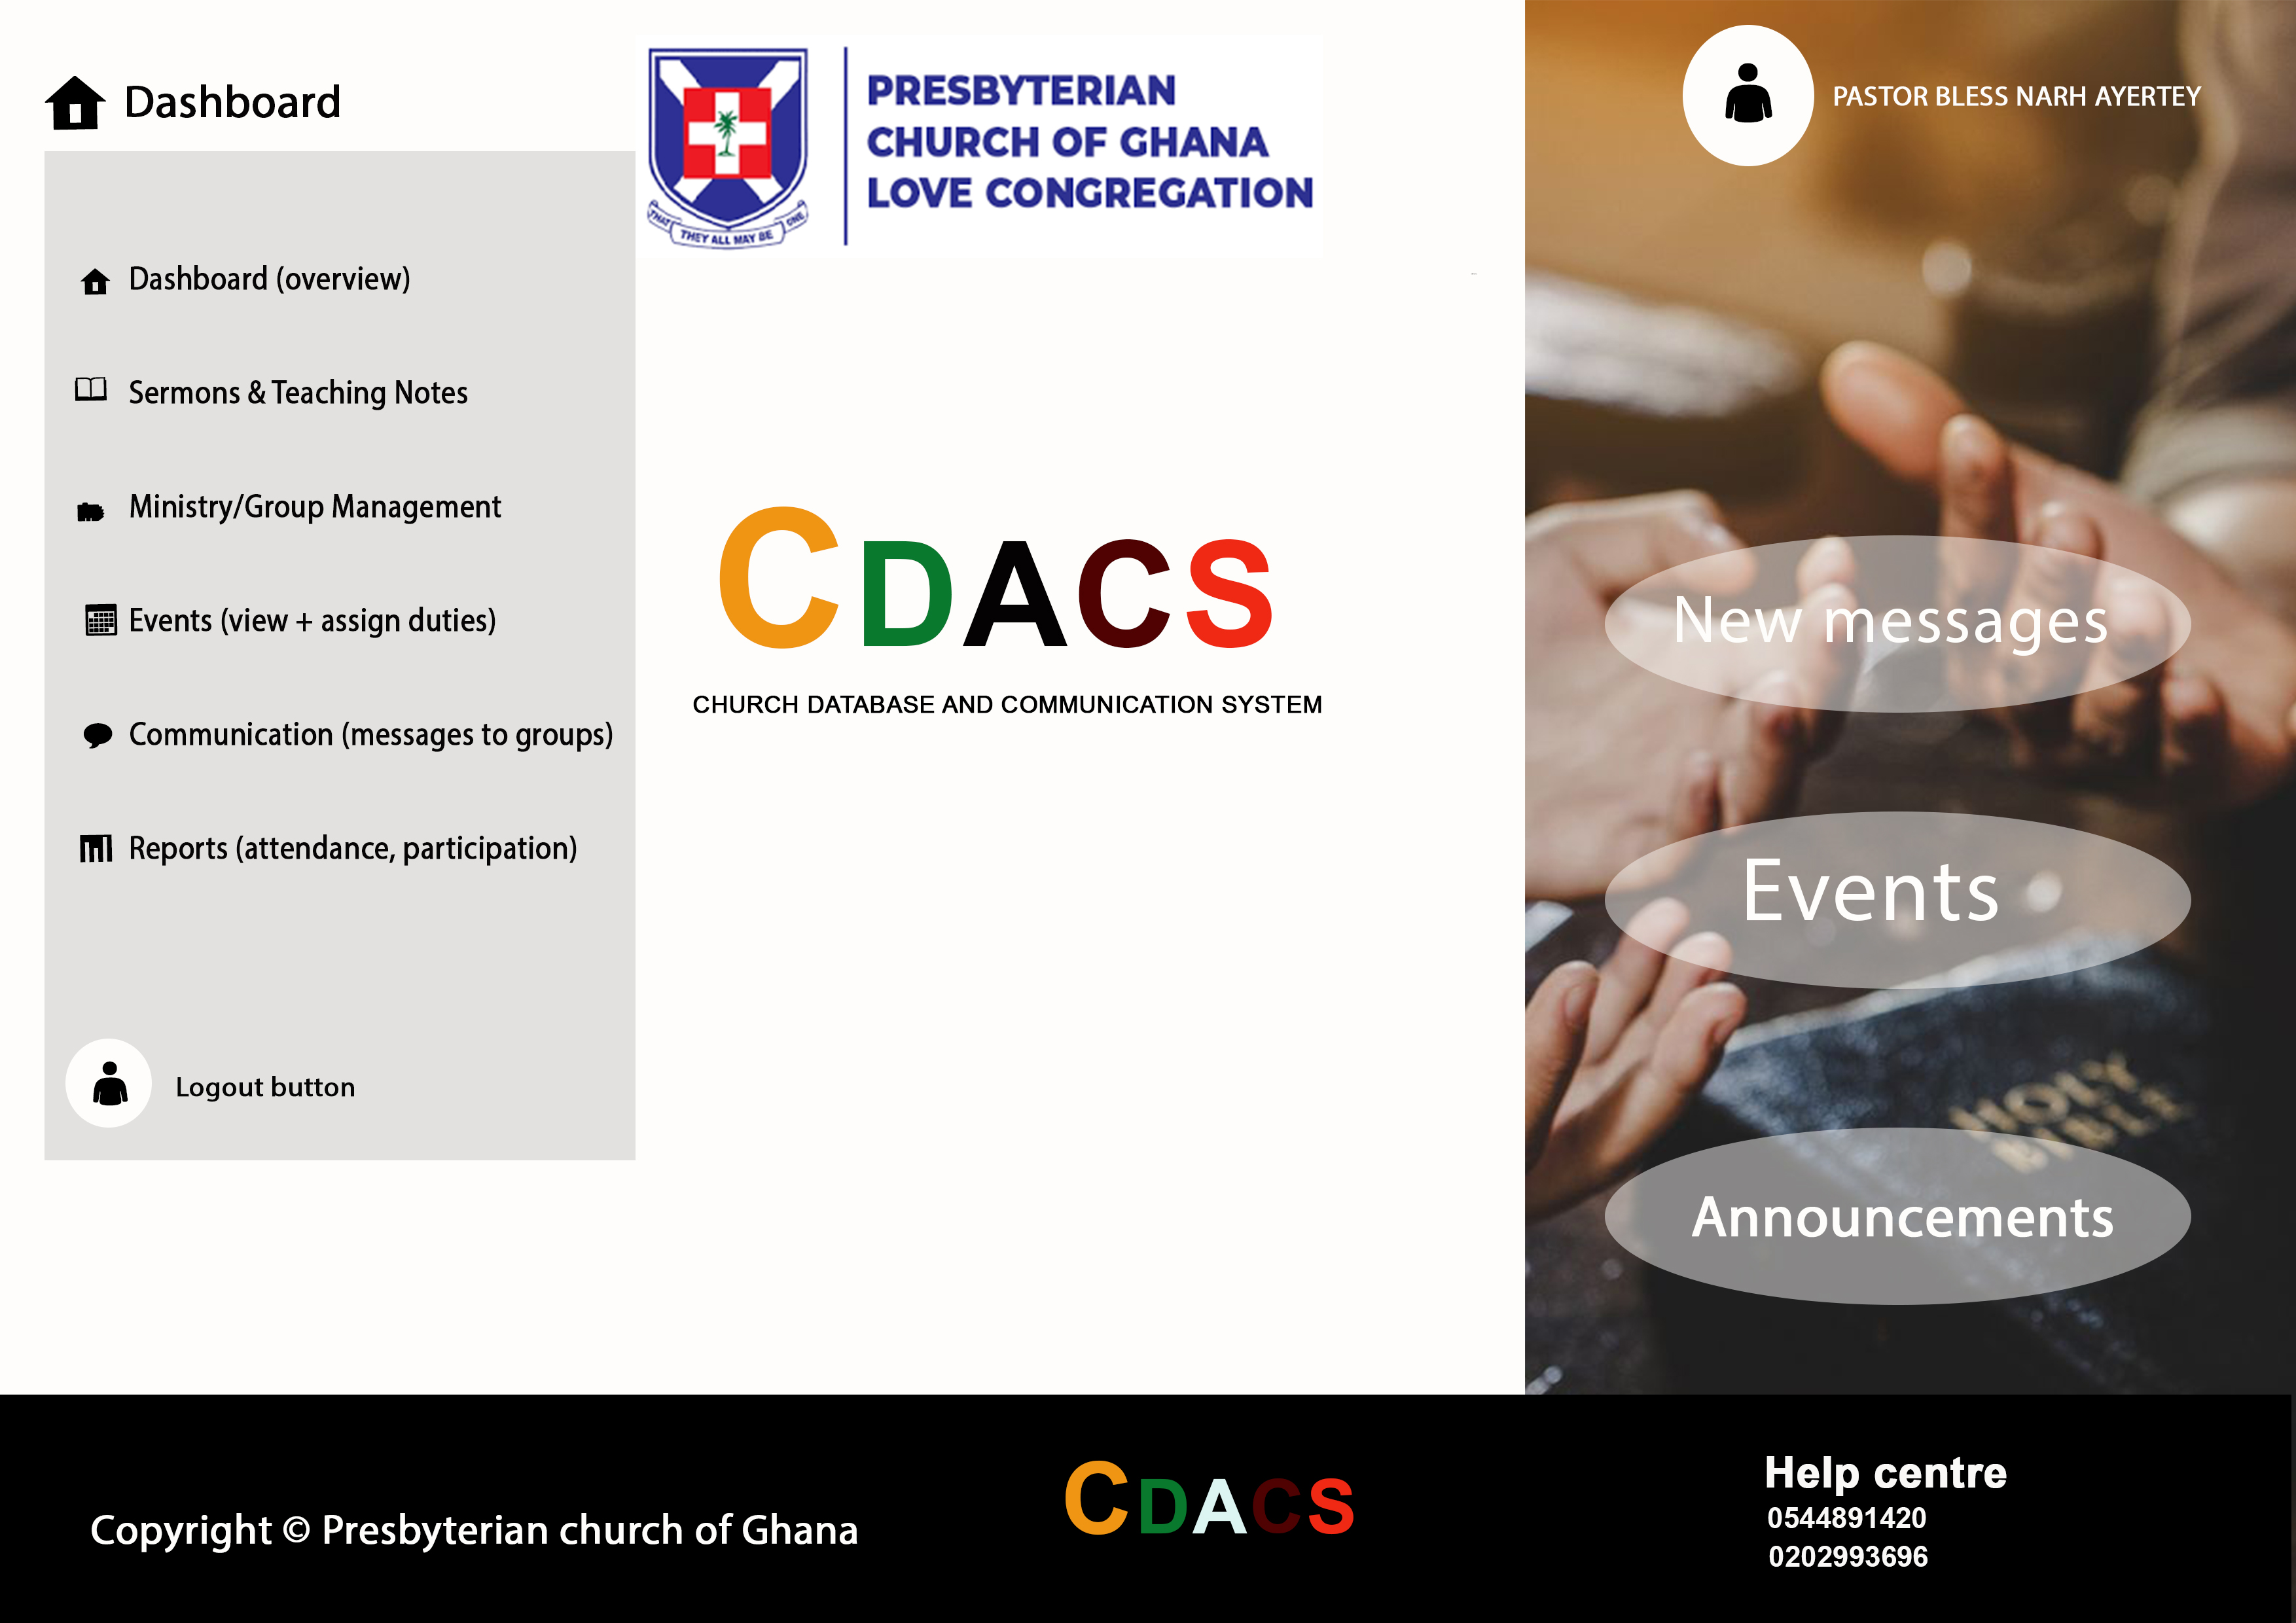 Dashboard
Dashboard (overview)
Sermons & Teaching Notes
Ministry/Group Management
Events (view + assign duties)
Communication (messages to groups)
Reports (attendance, participation)
Logout button
PRESBYTERIAN
CHURCH OF GHANA
LOVE CONGREGATION
THAT THEY ALL MAY BE ONE
CDACS
CHURCH DATABASE AND COMMUNICATION SYSTEM
PASTOR BLESS NARH AYERTEY
New messages
Events
HOLY
BIBLE
Announcements
Copyright © Presbyterian church of Ghana
CDACS
Help centre
0544891420
0202993696